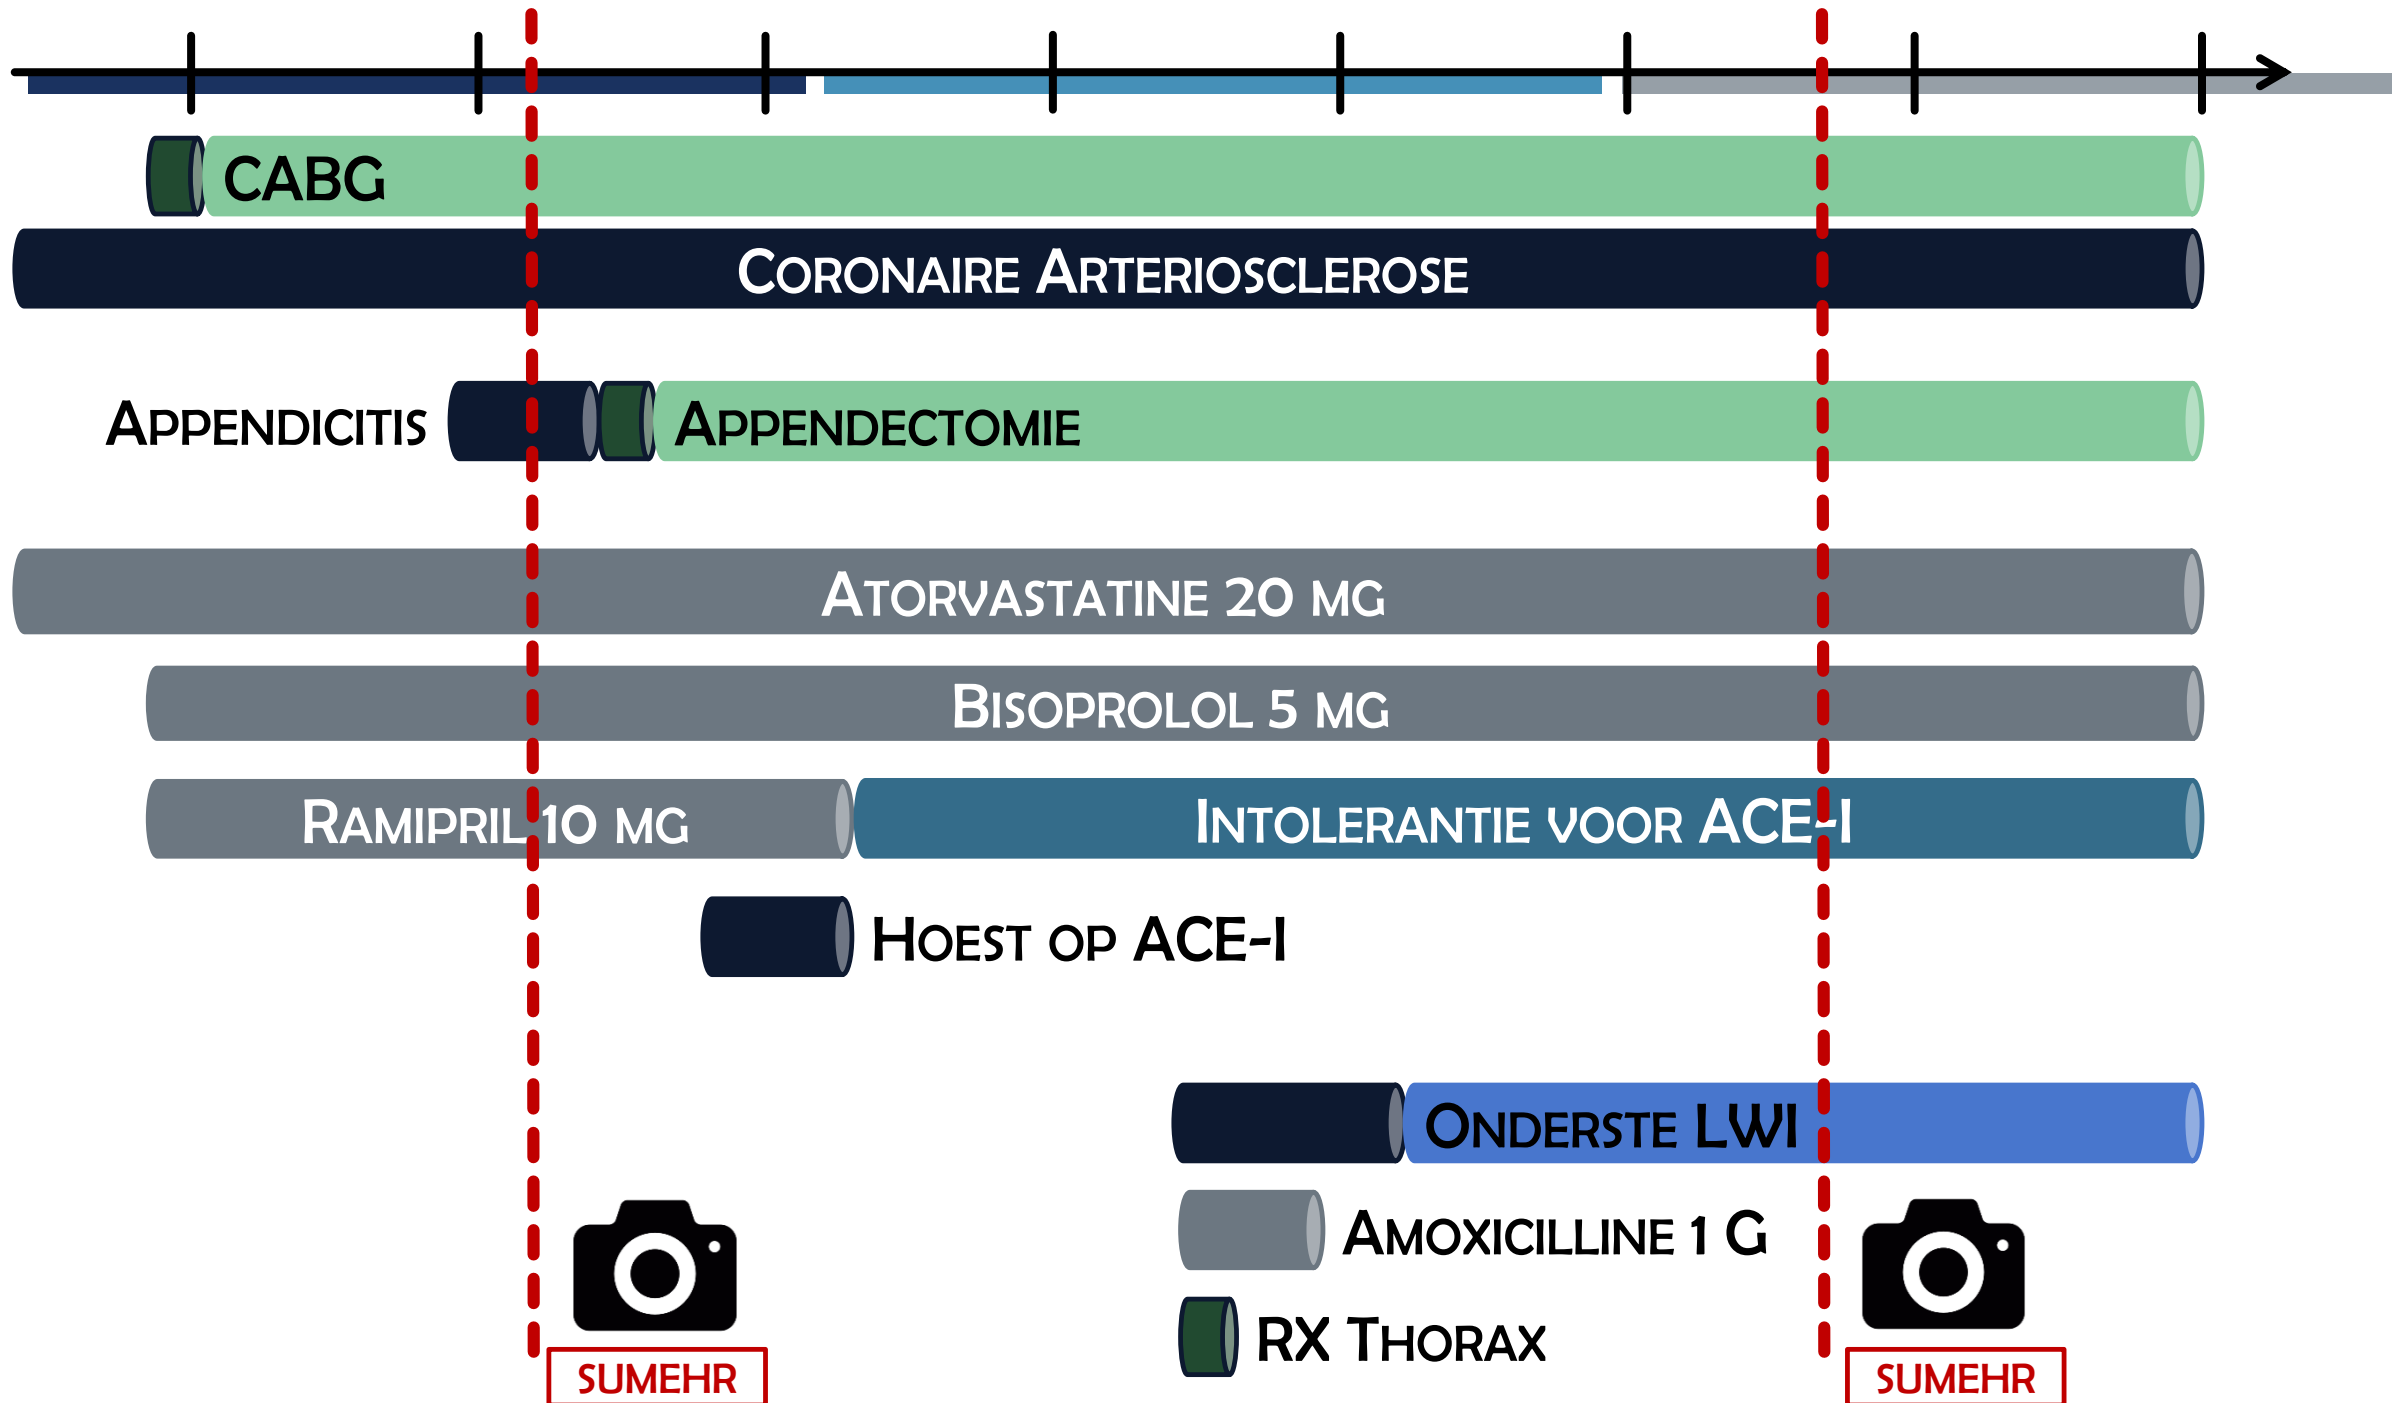 CABG
Coronaire Arteriosclerose
Appendicitis
Appendectomie
Atorvastatine 20 mg
Bisoprolol 5 mg
Ramipril 10 mg
Intolerantie voor ACE-I
Hoest op ACE-I
Onderste LWI
Amoxicilline 1 G
RX Thorax
SUMEHR
SUMEHR